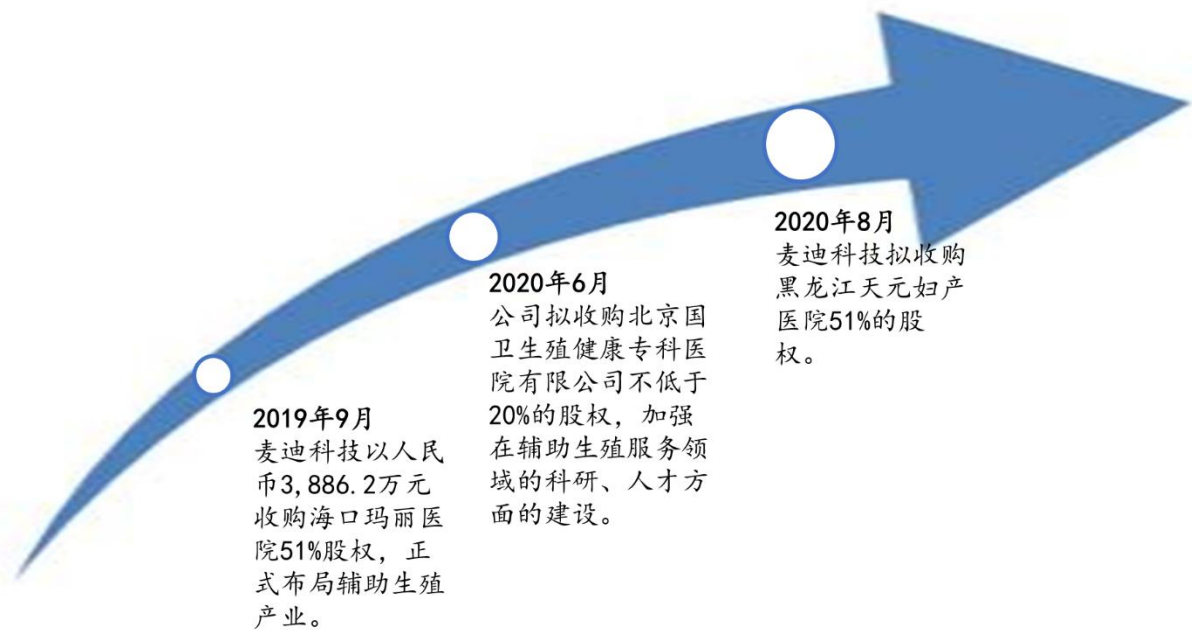 2019年9月
麦迪科技以人民
币3,886.2万元
收购海口玛丽医
院51%股权，正
式布局辅助生殖
产业。
2020年6月
公司拟收购北京国
卫生殖健康专科医
院有限公司不低于
20%的股权，加强
在辅助生殖服务领
域的科研、人才方
面的建设。
2020年8月
麦迪科技拟收购
黑龙江天元妇产
医院51%的股
权。